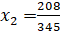 x₂ = 208/345